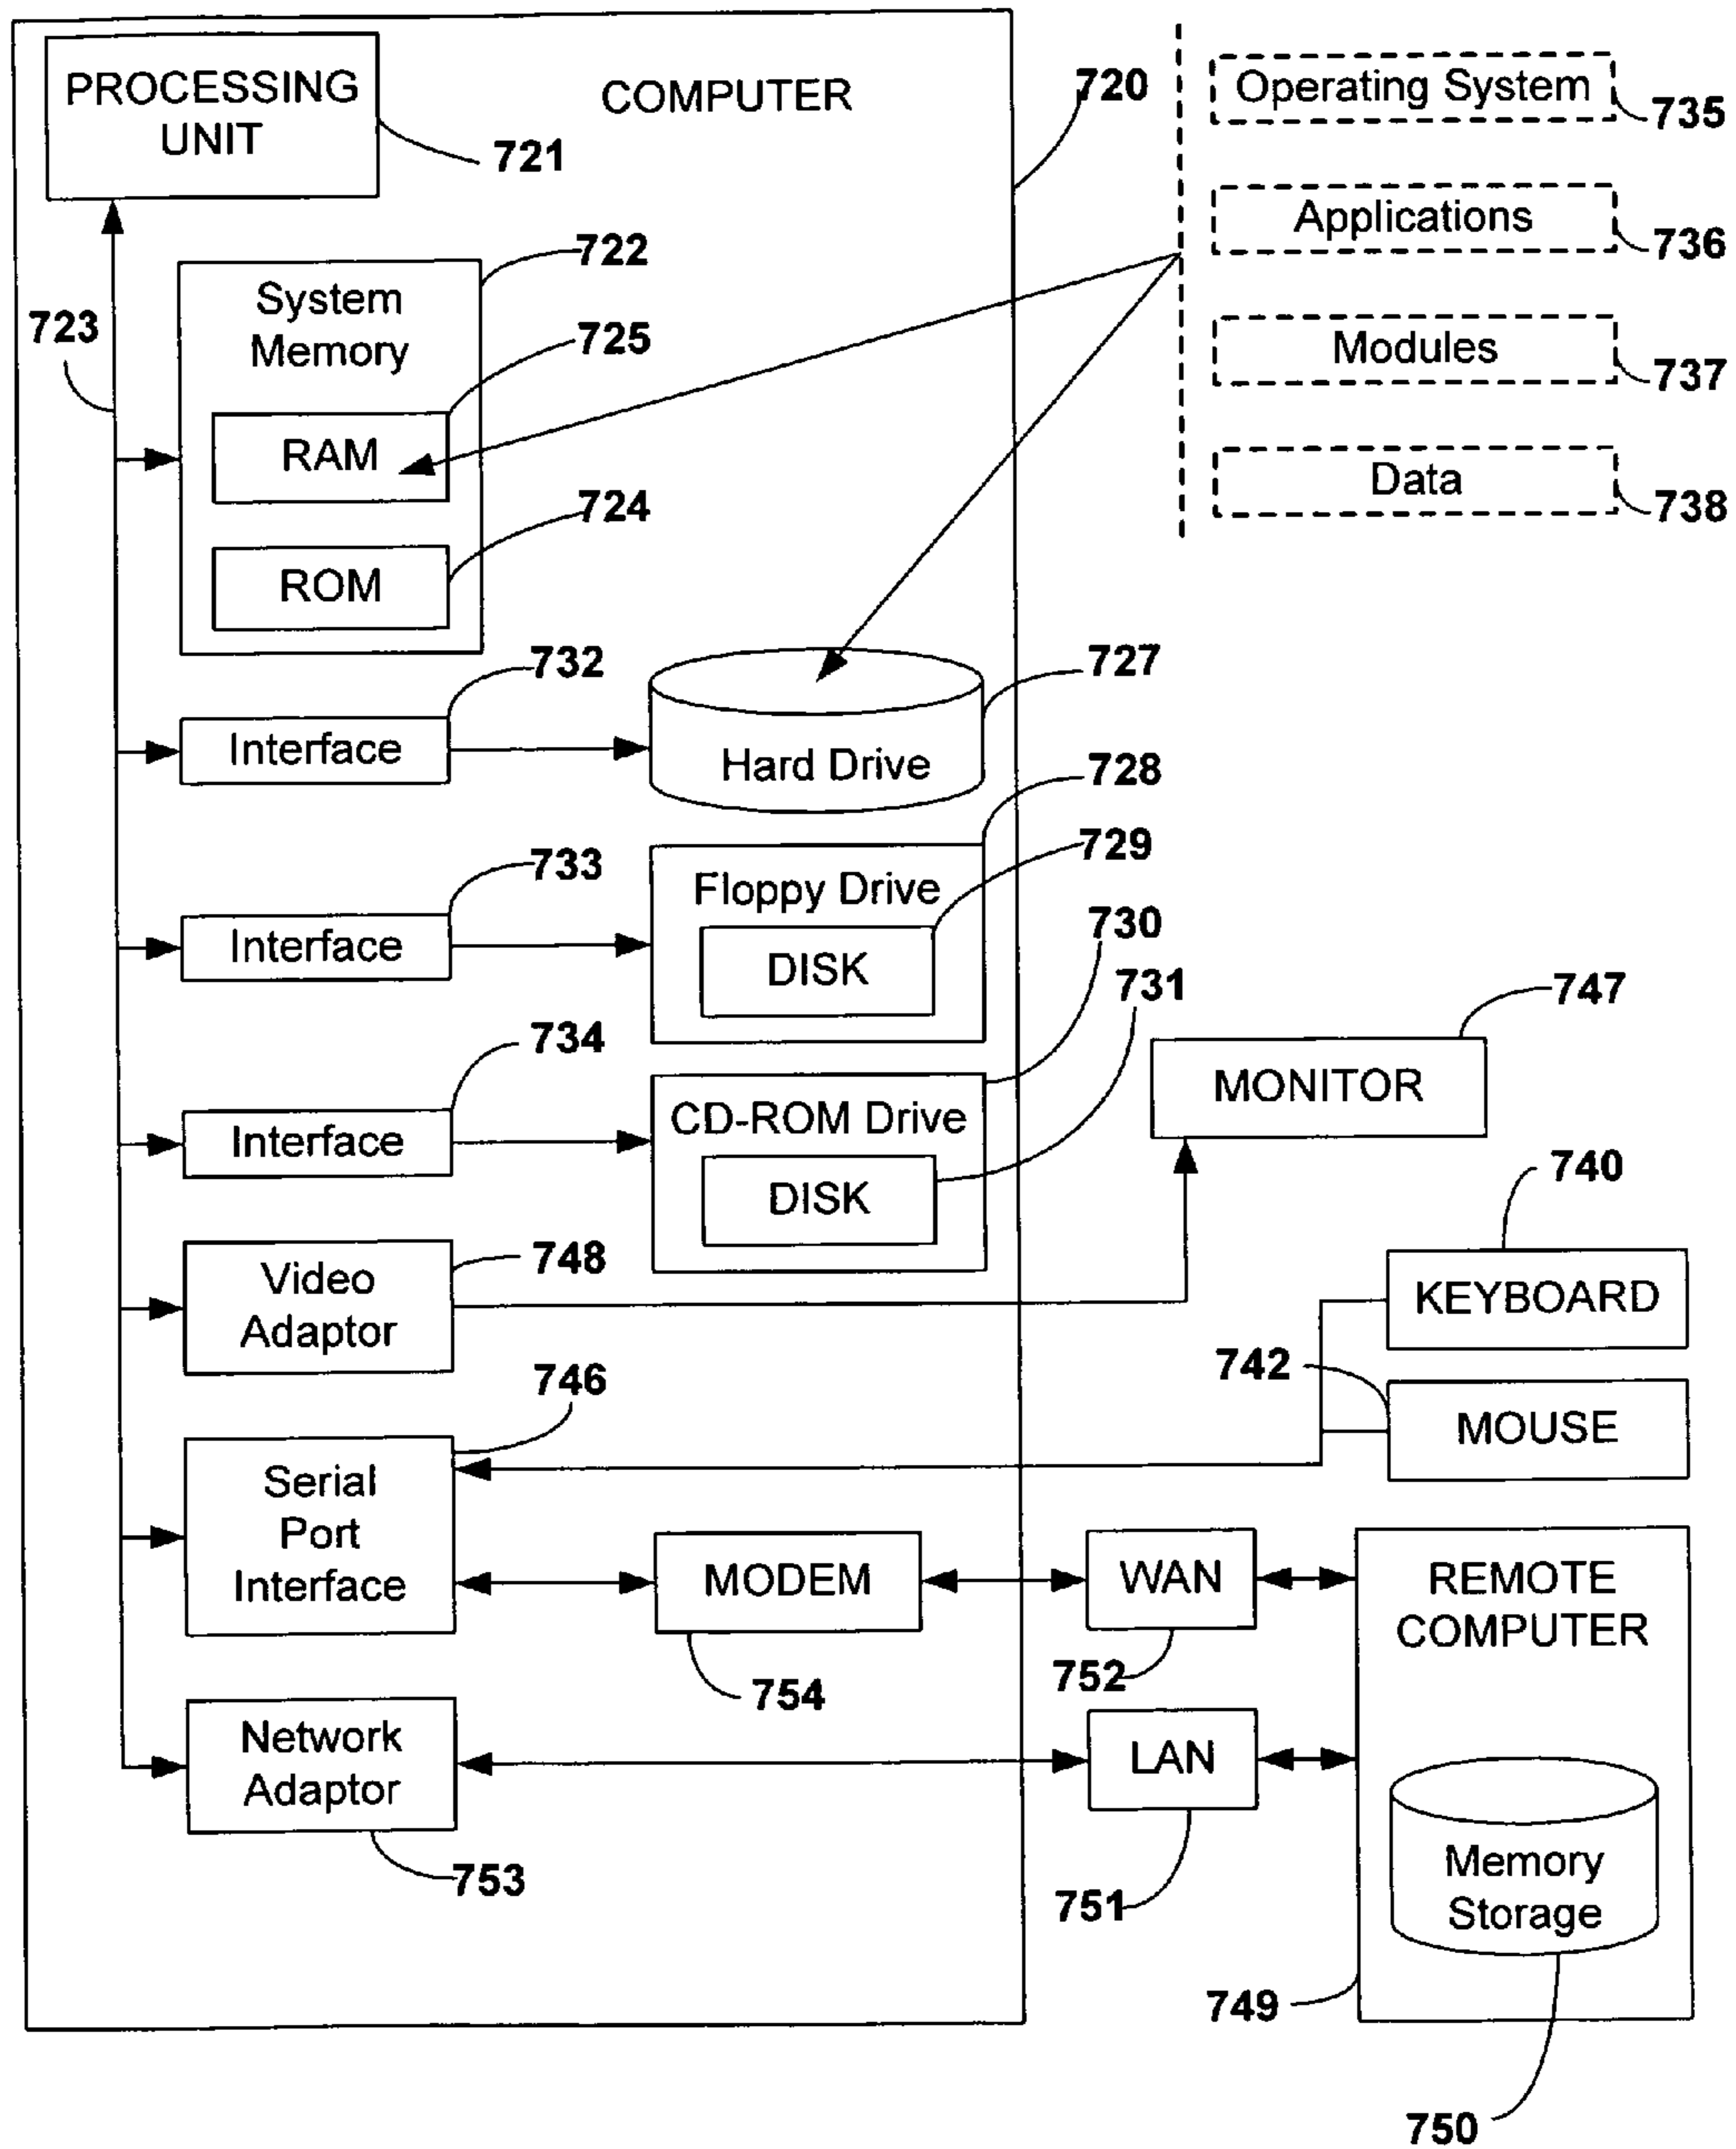 PROCESSING
UNIT
721
COMPUTER
720
Operating System
735
Applications
736
Modules
737
Data
738
722
System
Memory
723
725
RAM
724
ROM
732
Interface
727
Hard Drive
728
733
Interface
Floppy Drive
729
DISK
730
731
734
Interface
CD-ROM Drive
DISK
747
MONITOR
740
KEYBOARD
748
Video
Adaptor
742
MOUSE
746
Serial
Port
Interface
MODEM
754
WAN
752
REMOTE
COMPUTER
Network
Adaptor
753
LAN
751
Memory
Storage
749
750